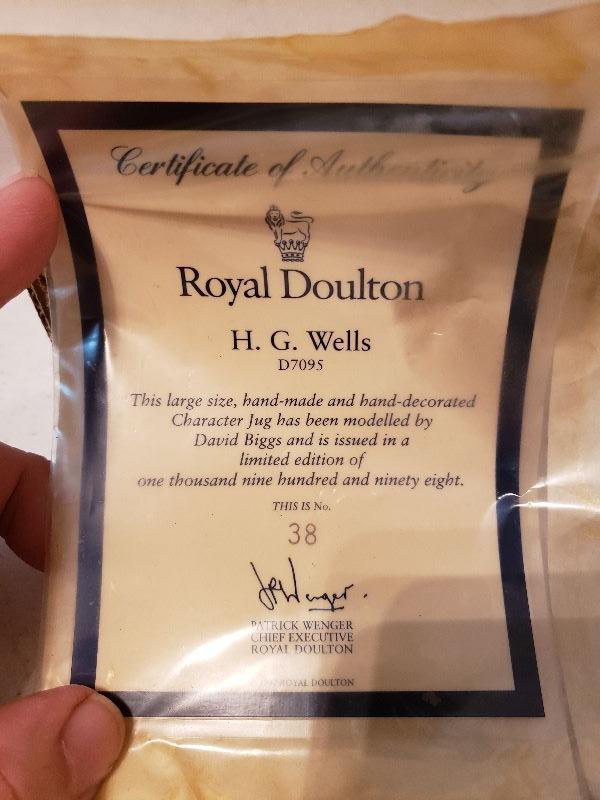 Certificate of Authenticity
Royal Doulton
H. G. Wells
D7095
This large size, hand-made and hand-decorated
Character Jug has been modelled by
David Biggs and is issued in a
limited edition of
one thousand nine hundred and ninety eight.
THIS IS No.
38
JPWenger.
PATRICK WENGER
CHIEF EXECUTIVE
ROYAL DOULTON
ROYAL DOULTON